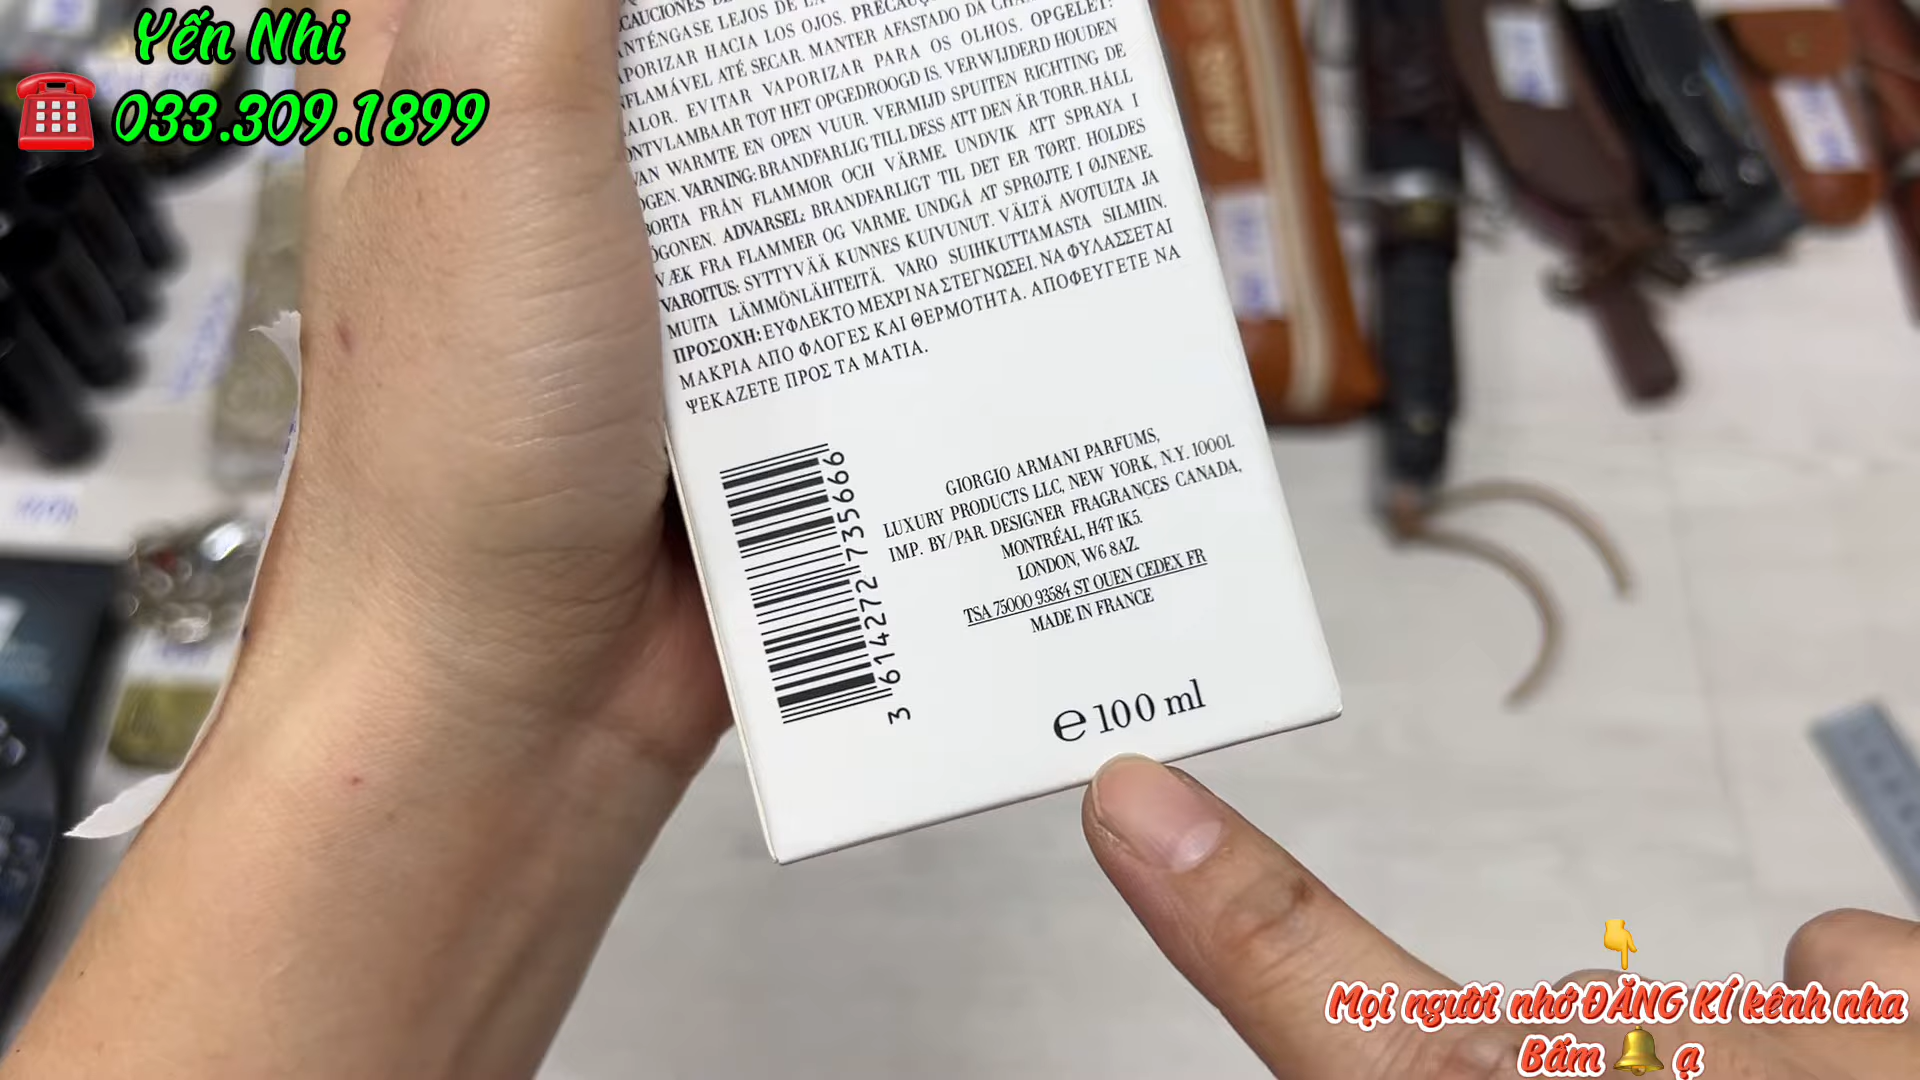 Yến Nhi
033.309.1899
NTÉNGASE LEJOS DE LA
PORIZAR HACIA LOS OJOS.
NFLAMÁVEL ATÉ SECAR. MANTER AFASTADO DA
ALOR. EVITAR VAPORIZAR PARA OS OLHOS. OPGELET:
ONTVLAMBAAR TOT HET OPGEDROOGD IS. VERWIJDERD HOUDEN
VAN WARMTE EN OPEN VUUR. VERMIJD SPUITEN RICHTING DE
OGEN. VARNING: BRANDFARLIG TILL DESS ATT DEN ÄR TORR. HÅLL
BORTA FRÅN FLAMMOR OCH VÄRME. UNDVIK ATT SPRAYA I
ÖGONEN. ADVARSEL: BRANDFARLIGT TIL DET ER TØRT. HOLDES
VÆK FRA FLAMMER OG VARME. UNDGÅ AT SPRØJTE I ØJNENE.
VAROITUS: SYTTYVÄÄ KUNNES KUIVUNUT. VÄLTÄ AVOTULTA JA
MUITA LÄMMÖNLÄHTEITÄ. VARO SUIHKUTTAMASTA SILMIIN.
ΠΡΟΣΟΧΗ: ΕΥΦΛΕΚΤΟ ΜΕΧΡΙ ΝΑ ΣΤΕΓΝΩΣΕΙ. ΝΑ ΦΥΛΑΣΣΕΤΑΙ
ΜΑΚΡΙΑ ΑΠΟ ΦΛΟΓΕΣ ΚΑΙ ΘΕΡΜΟΤΗΤΑ. ΑΠΟΦΕΥΓΕΤΕ ΝΑ
ΨΕΚΑΖΕΤΕ ΠΡΟΣ ΤΑ ΜΑΤΙΑ.
3 614272 735666
GIORGIO ARMANI PARFUMS,
LUXURY PRODUCTS LLC, NEW YORK, N.Y. 10001.
IMP. BY/PAR. DESIGNER FRAGRANCES CANADA,
MONTRÉAL, H4T 1K5.
LONDON, W6 8AZ.
TSA 75000 93584 ST OUEN CEDEX FR
MADE IN FRANCE
℮ 100 ml
Mọi người nhớ ĐĂNG KÍ kênh nha
Bấm 🔔 ạ